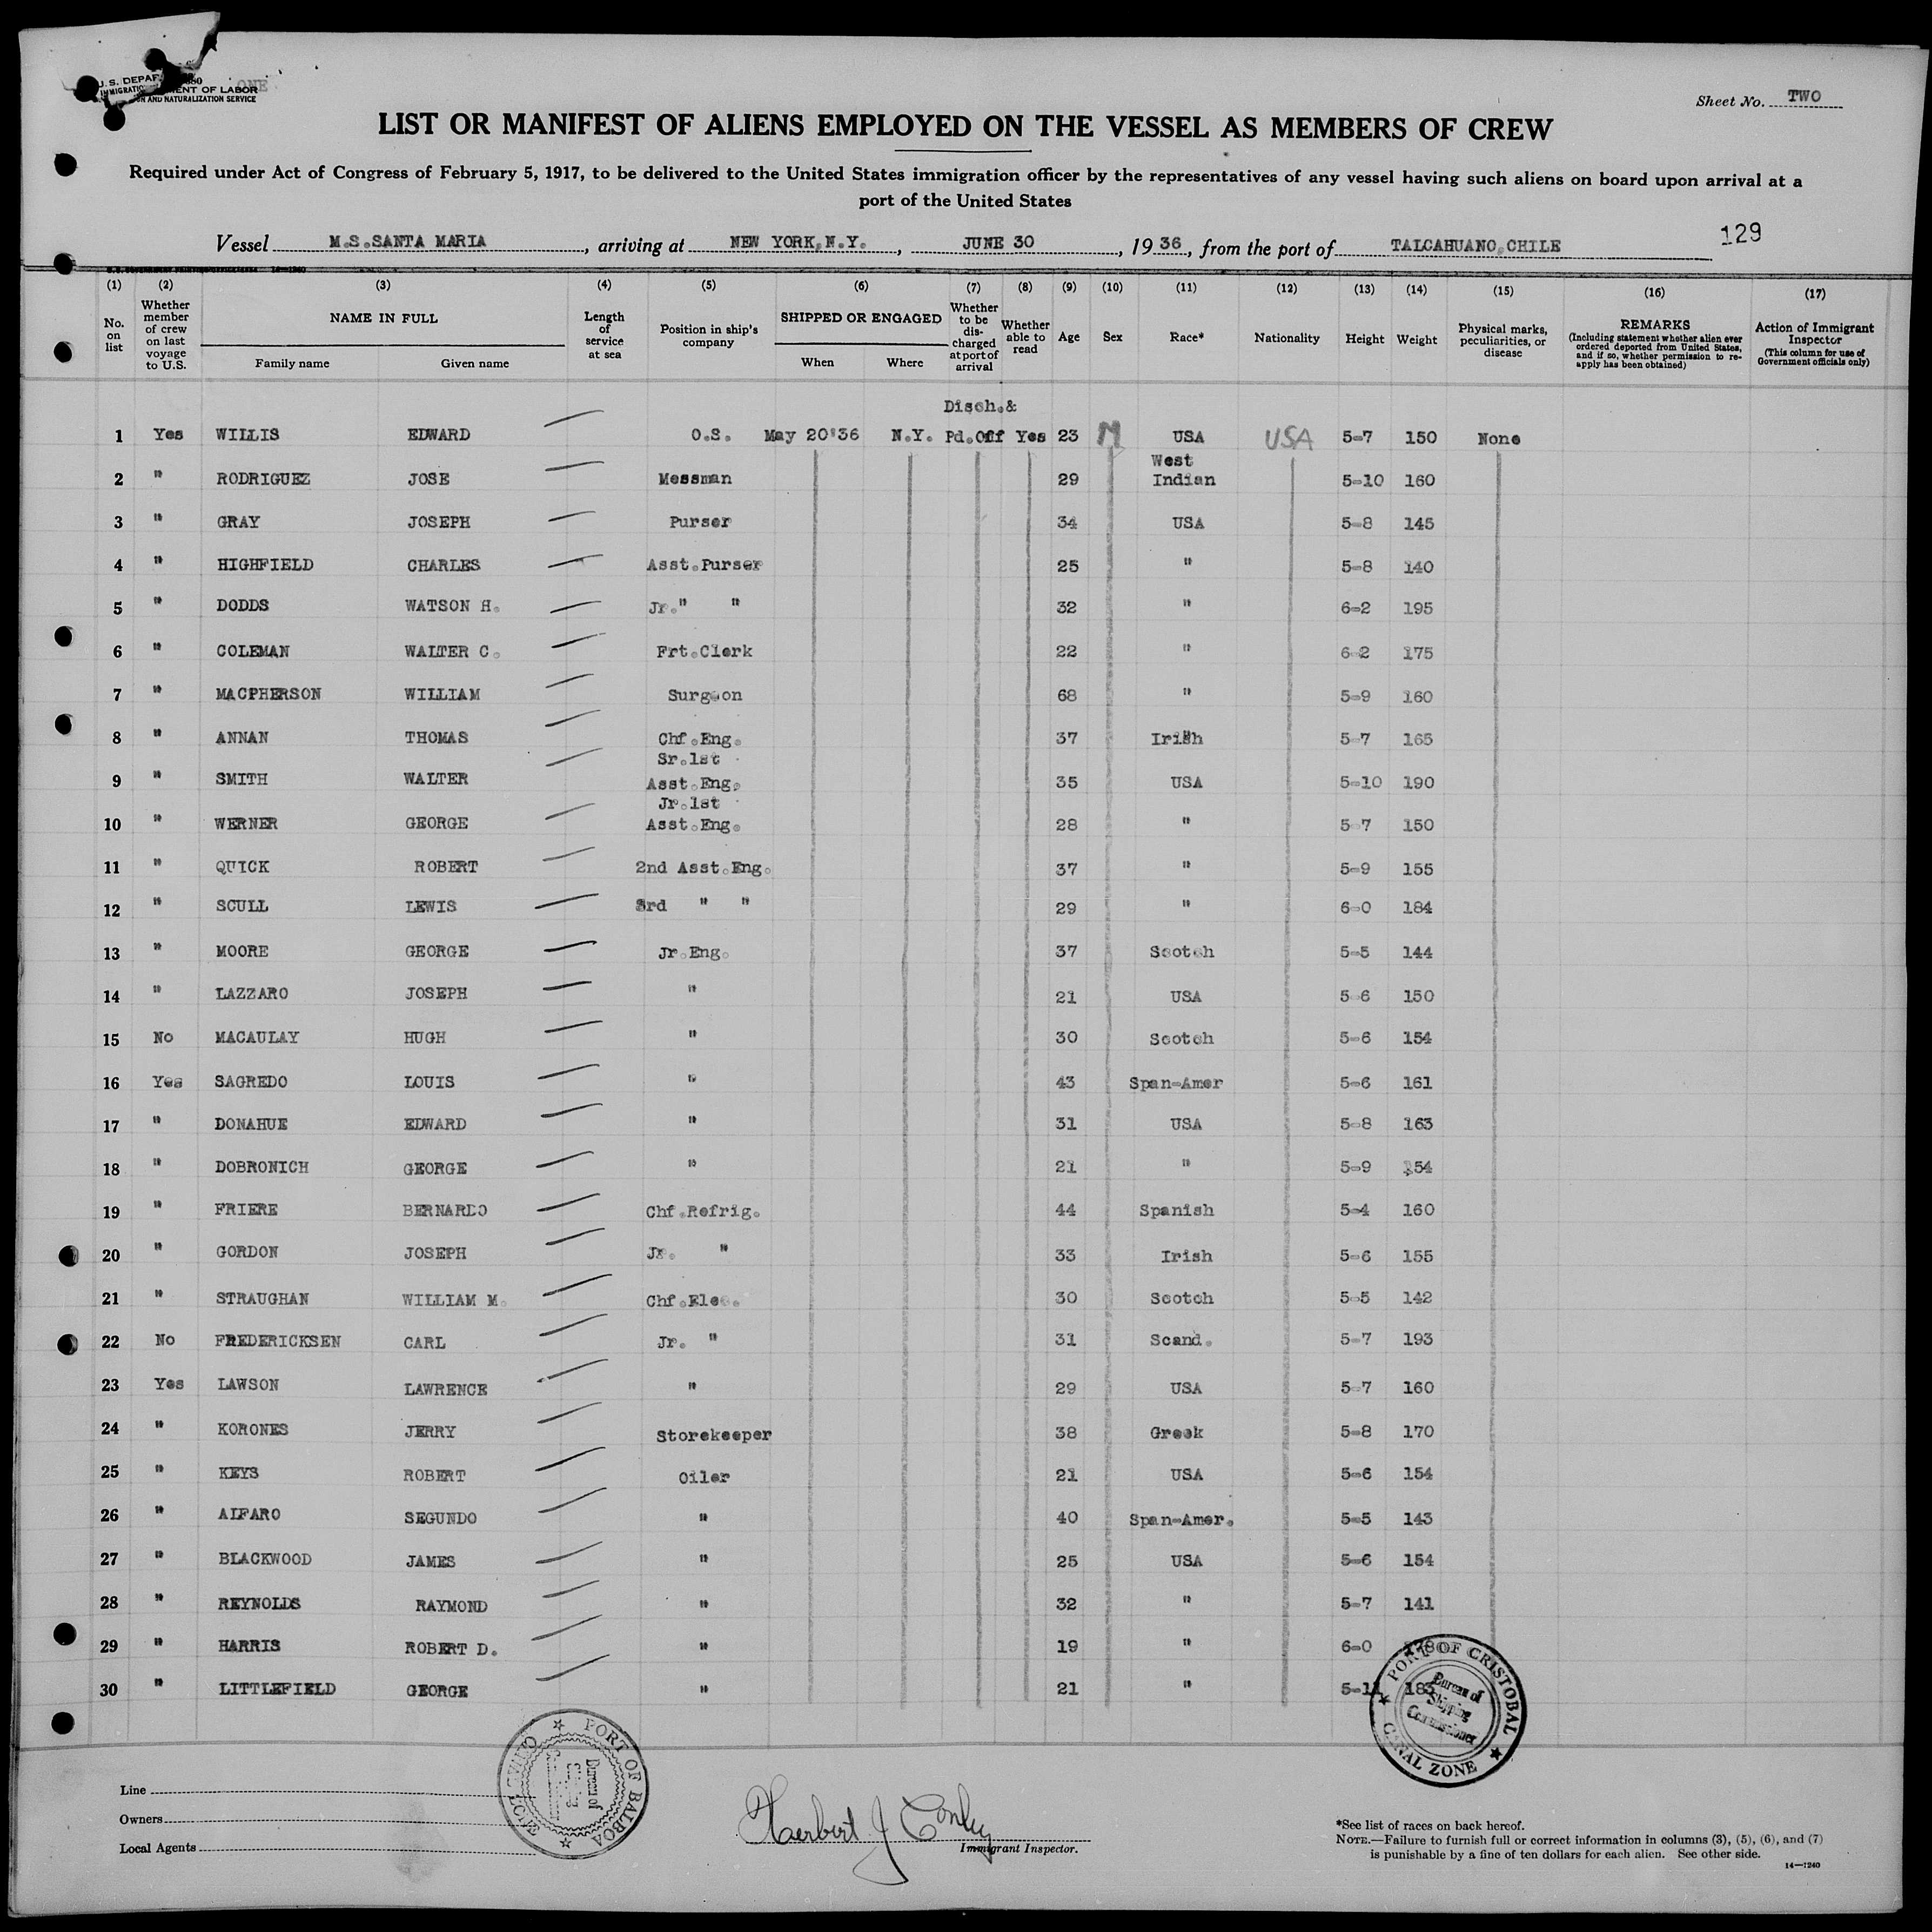 U.S. DEPARTMENT OF LABOR
IMMIGRATION AND NATURALIZATION SERVICE
ONE
Sheet No. TWO
LIST OR MANIFEST OF ALIENS EMPLOYED ON THE VESSEL AS MEMBERS OF CREW
Required under Act of Congress of February 5, 1917, to be delivered to the United States immigration officer by the representatives of any vessel having such aliens on board upon arrival at a
port of the United States
Vessel M.S.SANTA MARIA, arriving at NEW YORK,N.Y., JUNE 30, 1936, from the port of TALCAHUANO,CHILE 129
(1) (2) (3) (4) (5) (6) (7) (8) (9) (10) (11) (12) (13) (14) (15) (16) (17)
No. on list Whether member of crew on last voyage to U.S. NAME IN FULL Family name Given name Length of service at sea Position in ship's company SHIPPED OR ENGAGED When Where Whether to be discharged at port of arrival Whether able to read Age Sex Race* Nationality Height Weight Physical marks, peculiarities, or disease REMARKS (Including statement whether alien ever ordered deported from United States, and if so, whether permission to reapply has been obtained) Action of Immigrant Inspector (This column for use of Government officials only)
Disch.&
1 Yes WILLIS EDWARD O.S. May 20'36 N.Y. Pd.Off Yes 23 M USA USA 5-7 150 None
2 " RODRIGUEZ JOSE Messman 29 West Indian 5-10 160
3 " GRAY JOSEPH Purser 34 USA 5-8 145
4 " HIGHFIELD CHARLES Asst.Purser 25 " 5-8 140
5 " DODDS WATSON H. Jr." " 32 " 6-2 195
6 " COLEMAN WALTER C. Frt.Clerk 22 " 6-2 175
7 " MACPHERSON WILLIAM Surgeon 68 " 5-9 160
8 " ANNAN THOMAS Chf.Eng. 37 Irish 5-7 165
9 " SMITH WALTER Sr.1st Asst.Eng. 35 USA 5-10 190
10 " WERNER GEORGE Jr.1st Asst.Eng. 28 " 5-7 150
11 " QUICK ROBERT 2nd Asst.Eng. 37 " 5-9 155
12 " SCULL LEWIS 3rd " " 29 " 6-0 184
13 " MOORE GEORGE Jr.Eng. 37 Scotch 5-5 144
14 " LAZZARO JOSEPH " 21 USA 5-6 150
15 No MACAULAY HUGH " 30 Scotch 5-6 154
16 Yes SAGREDO LOUIS " 43 Span-Amer 5-6 161
17 " DONAHUE EDWARD " 31 USA 5-8 163
18 " DOBRONICH GEORGE " 21 " 5-9 154
19 " FRIERE BERNARDO Chf.Refrig. 44 Spanish 5-4 160
20 " GORDON JOSEPH Jr. " 33 Irish 5-6 155
21 " STRAUGHAN WILLIAM M. Chf.Elec. 30 Scotch 5-5 142
22 No FREDERICKSEN CARL Jr. " 31 Scand. 5-7 193
23 Yes LAWSON LAWRENCE " 29 USA 5-7 160
24 " KORONES JERRY Storekeeper 38 Greek 5-8 170
25 " KEYS ROBERT Oiler 21 USA 5-6 154
26 " ALFARO SEGUNDO " 40 Span-Amer. 5-5 143
27 " BLACKWOOD JAMES " 25 USA 5-6 154
28 " REYNOLDS RAYMOND " 32 " 5-7 141
29 " HARRIS ROBERT D. " 19 " 6-0
30 " LITTLEFIELD GEORGE " 21 " 5-11
PORT OF CRISTOBAL CANAL ZONE Bureau of Shipping Commissioner
PORT OF BALBOA CANAL ZONE Bureau of
Line
Owners
Local Agents
Herbert J Conley
Immigrant Inspector.
*See list of races on back hereof.
NOTE.—Failure to furnish full or correct information in columns (3), (5), (6), and (7)
is punishable by a fine of ten dollars for each alien. See other side.
14—1240